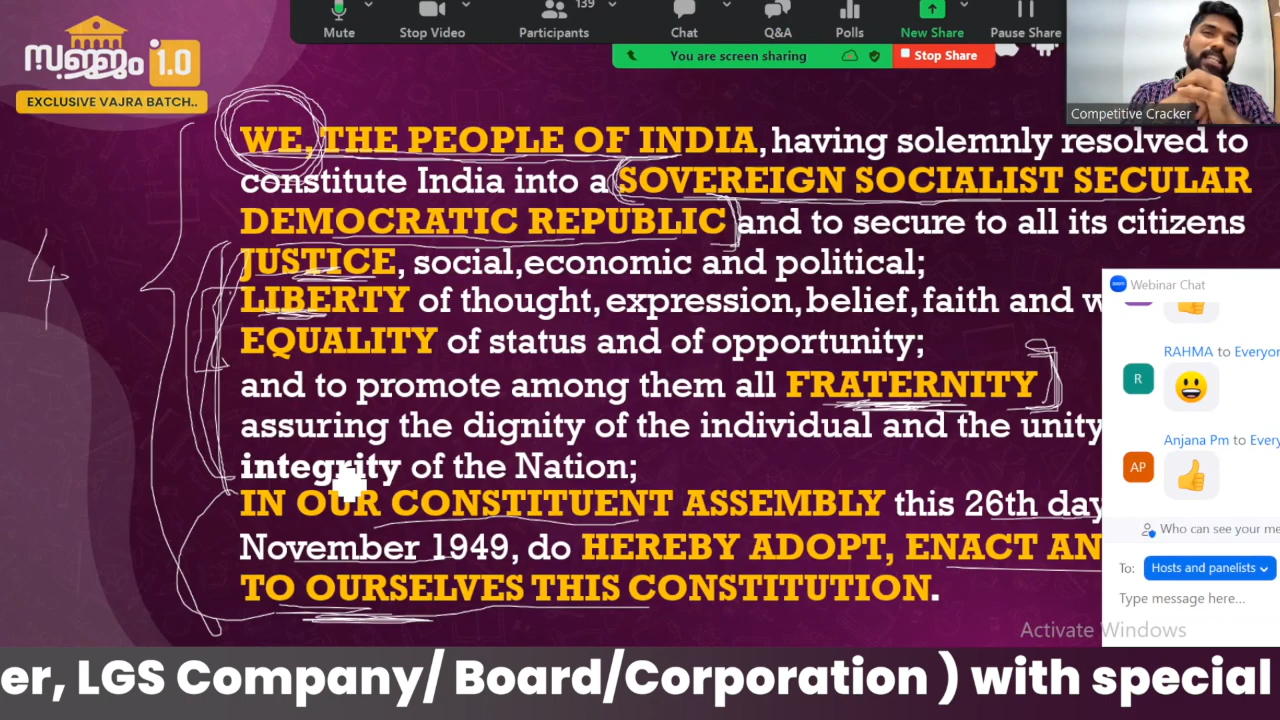 സജ്ജം 1.0
EXCLUSIVE VAJRA BATCH..
139
Mute
Stop Video
Participants
Chat
Q&A
Polls
New Share
Pause Share
You are screen sharing
Stop Share
Competitive Cracker
WE, THE PEOPLE OF INDIA, having solemnly resolved to
constitute India into a SOVEREIGN SOCIALIST SECULAR
DEMOCRATIC REPUBLIC and to secure to all its citizens
JUSTICE, social, economic and political;
LIBERTY of thought, expression, belief, faith and w
EQUALITY of status and of opportunity;
and to promote among them all FRATERNITY
assuring the dignity of the individual and the unity
integrity of the Nation;
IN OUR CONSTITUENT ASSEMBLY this 26th day
November 1949, do HEREBY ADOPT, ENACT AN
TO OURSELVES THIS CONSTITUTION.
4
Webinar Chat
RAHMA to Everyon
R
Anjana Pm to Every
AP
Who can see your me
To: Hosts and panelists
Type message here...
Activate Windows
er, LGS Company/ Board/Corporation ) with special